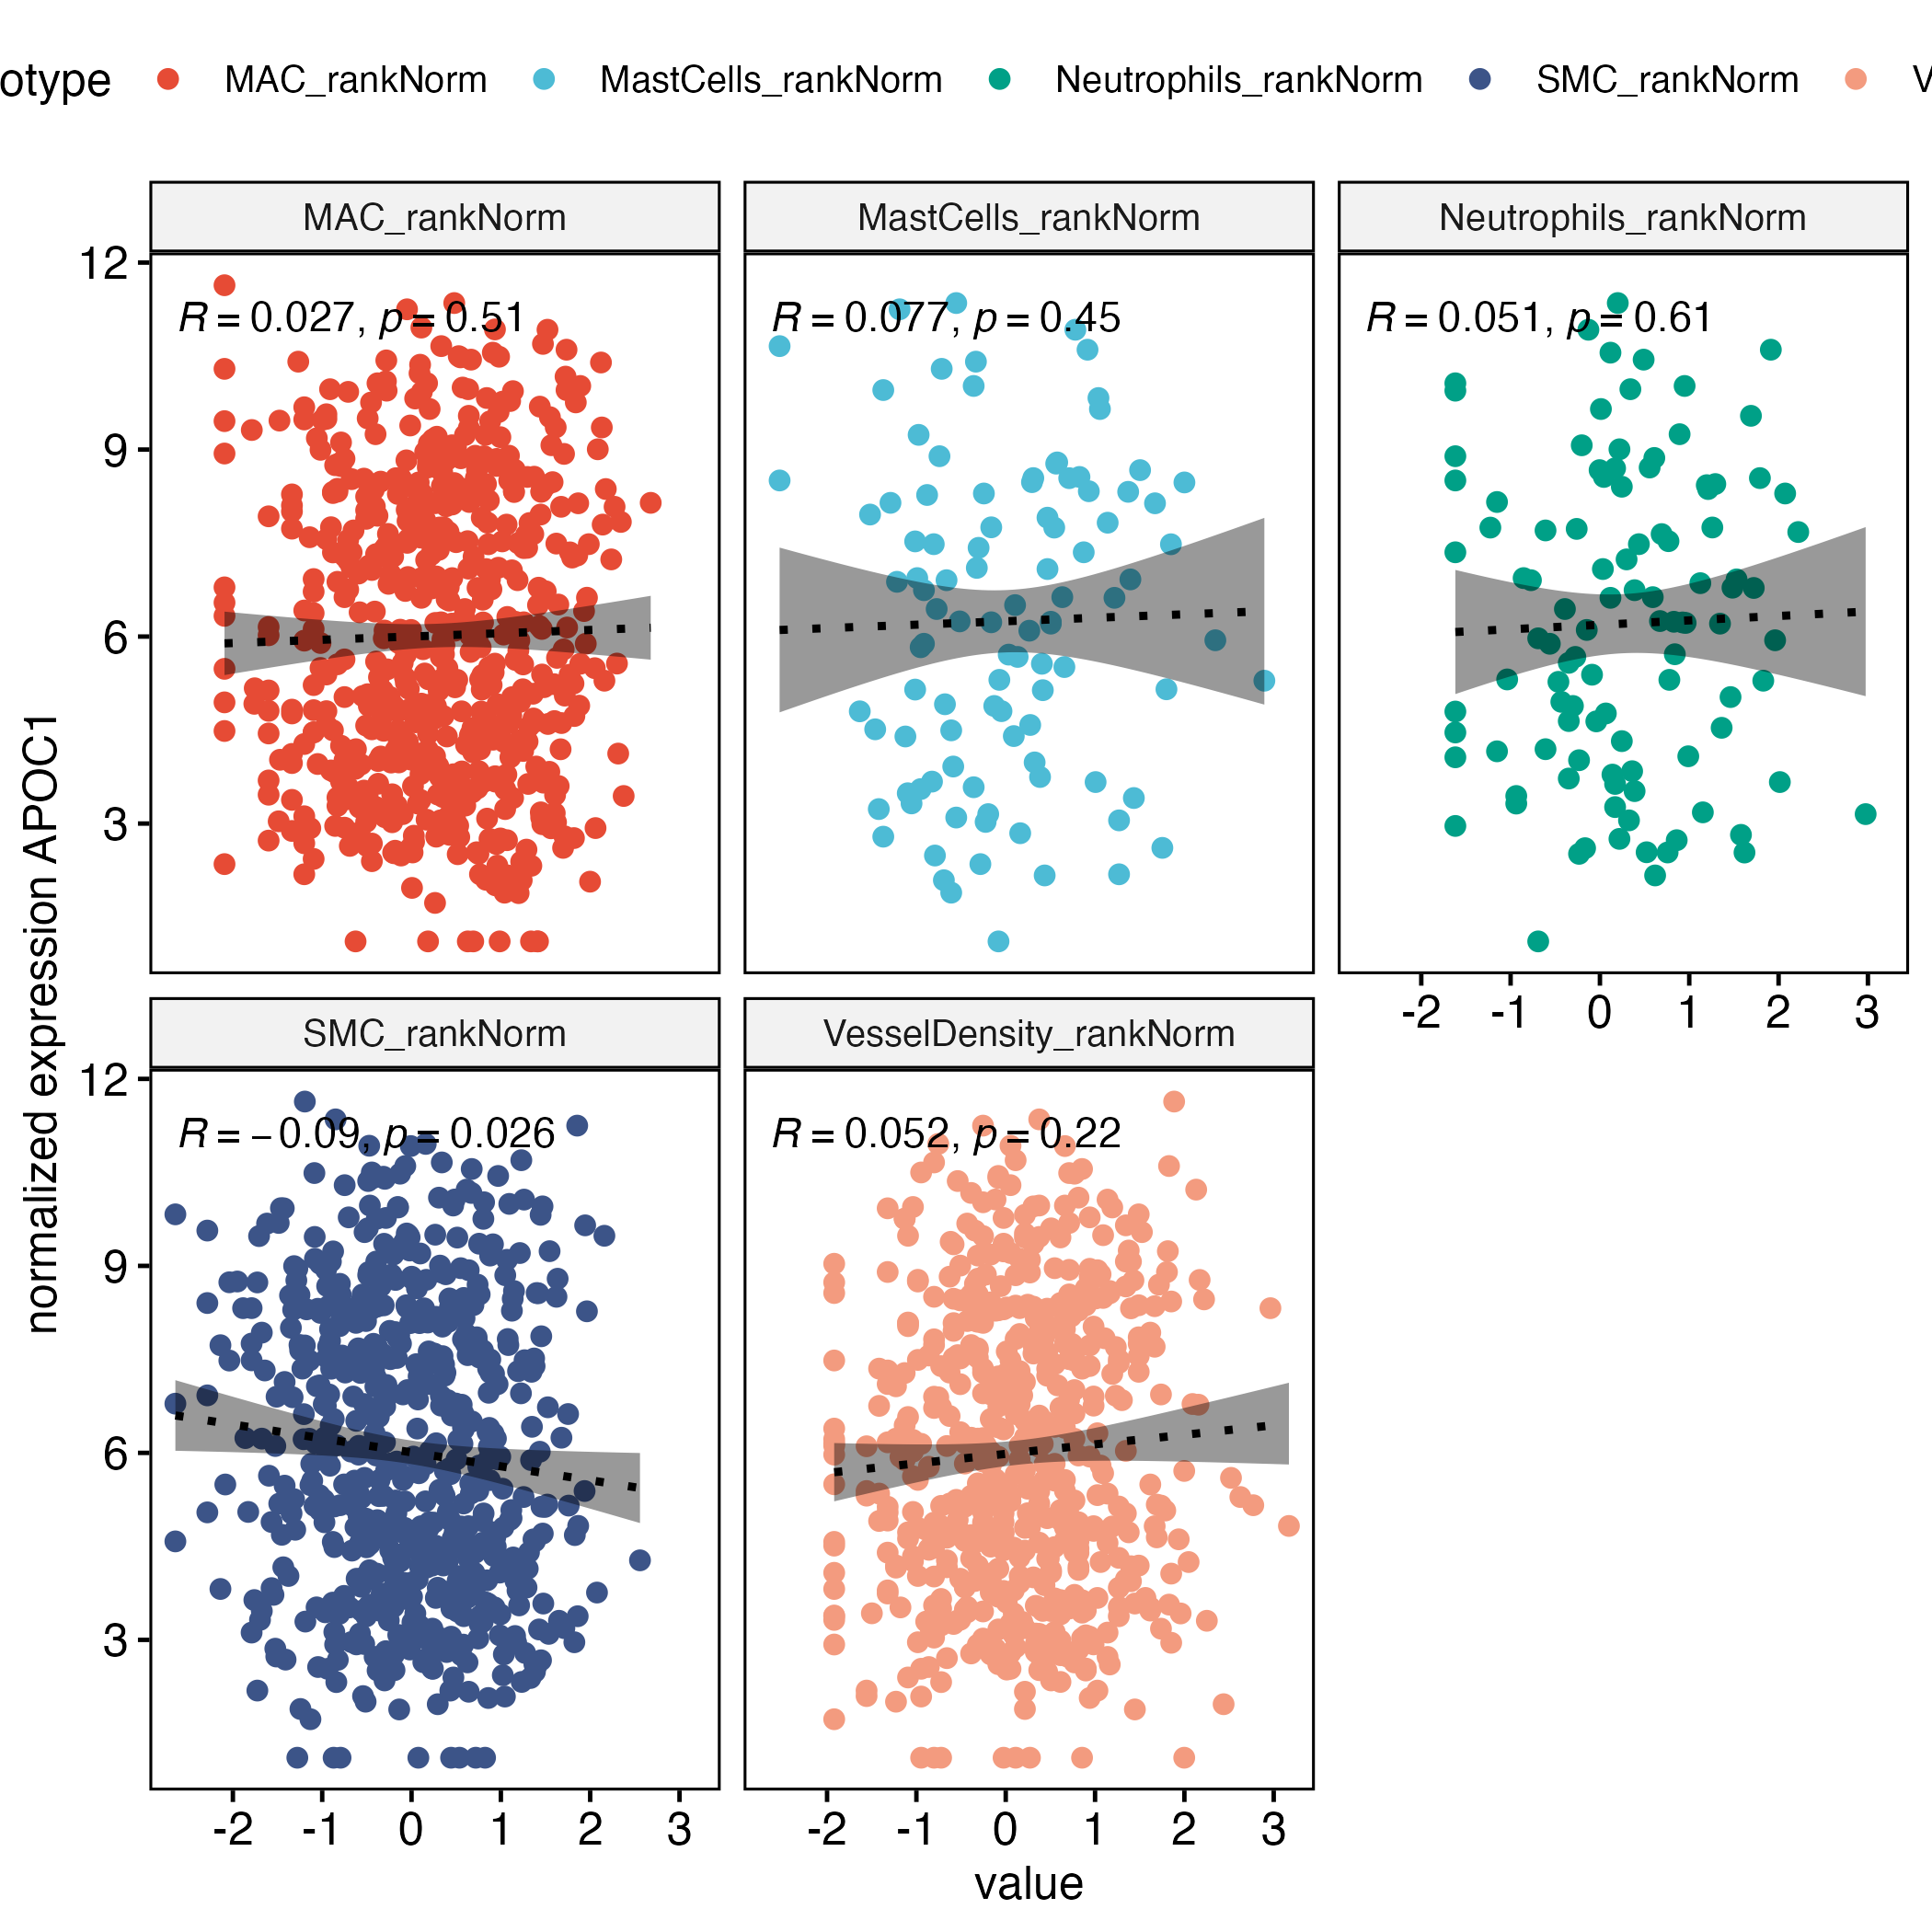 otype MAC_rankNorm MastCells_rankNorm Neutrophils_rankNorm SMC_rankNorm V
MAC_rankNorm MastCells_rankNorm Neutrophils_rankNorm
R = 0.027, p = 0.51 R = 0.077, p = 0.45 R = 0.051, p = 0.61
12
9
6
3
-2 -1 0 1 2 3
normalized expression APOC1
SMC_rankNorm VesselDensity_rankNorm
R = −0.09, p = 0.026 R = 0.052, p = 0.22
12
9
6
3
-2 -1 0 1 2 3 -2 -1 0 1 2 3
value